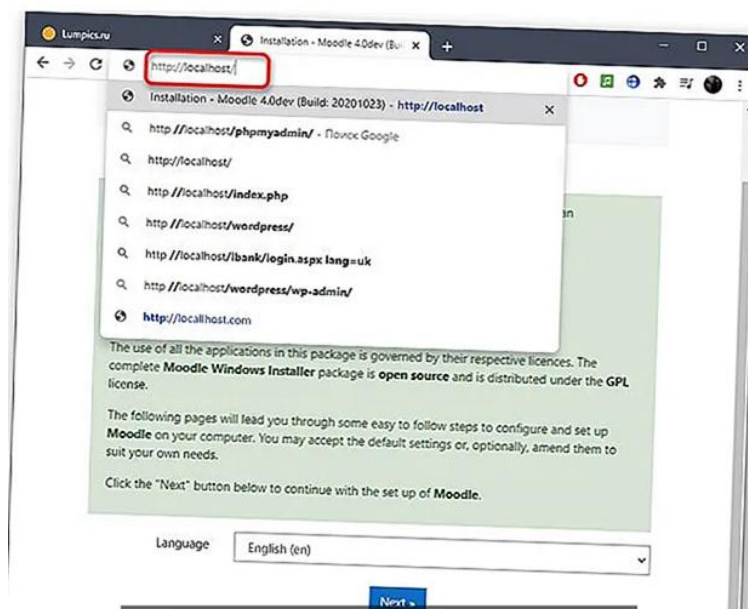 Lumpics.ru
Installation - Moodle 4.0dev (Bu
http://localhost/
Installation - Moodle 4.0dev (Build: 20201023) - http://localhost
http://localhost/phpmyadmin/ - Поиск Google
http://localhost/
http://localhost/index.php
http://localhost/wordpress/
http://localhost/ibank/login.aspx lang=uk
http://localhost/wordpress/wp-admin/
http://locallhost.com
an
The use of all the applications in this package is governed by their respective licences. The
complete Moodle Windows Installer package is open source and is distributed under the GPL
license.
The following pages will lead you through some easy to follow steps to configure and set up
Moodle on your computer. You may accept the default settings or, optionally, amend them to
suit your own needs.
Click the "Next" button below to continue with the set up of Moodle.
Language English (en)
Next »